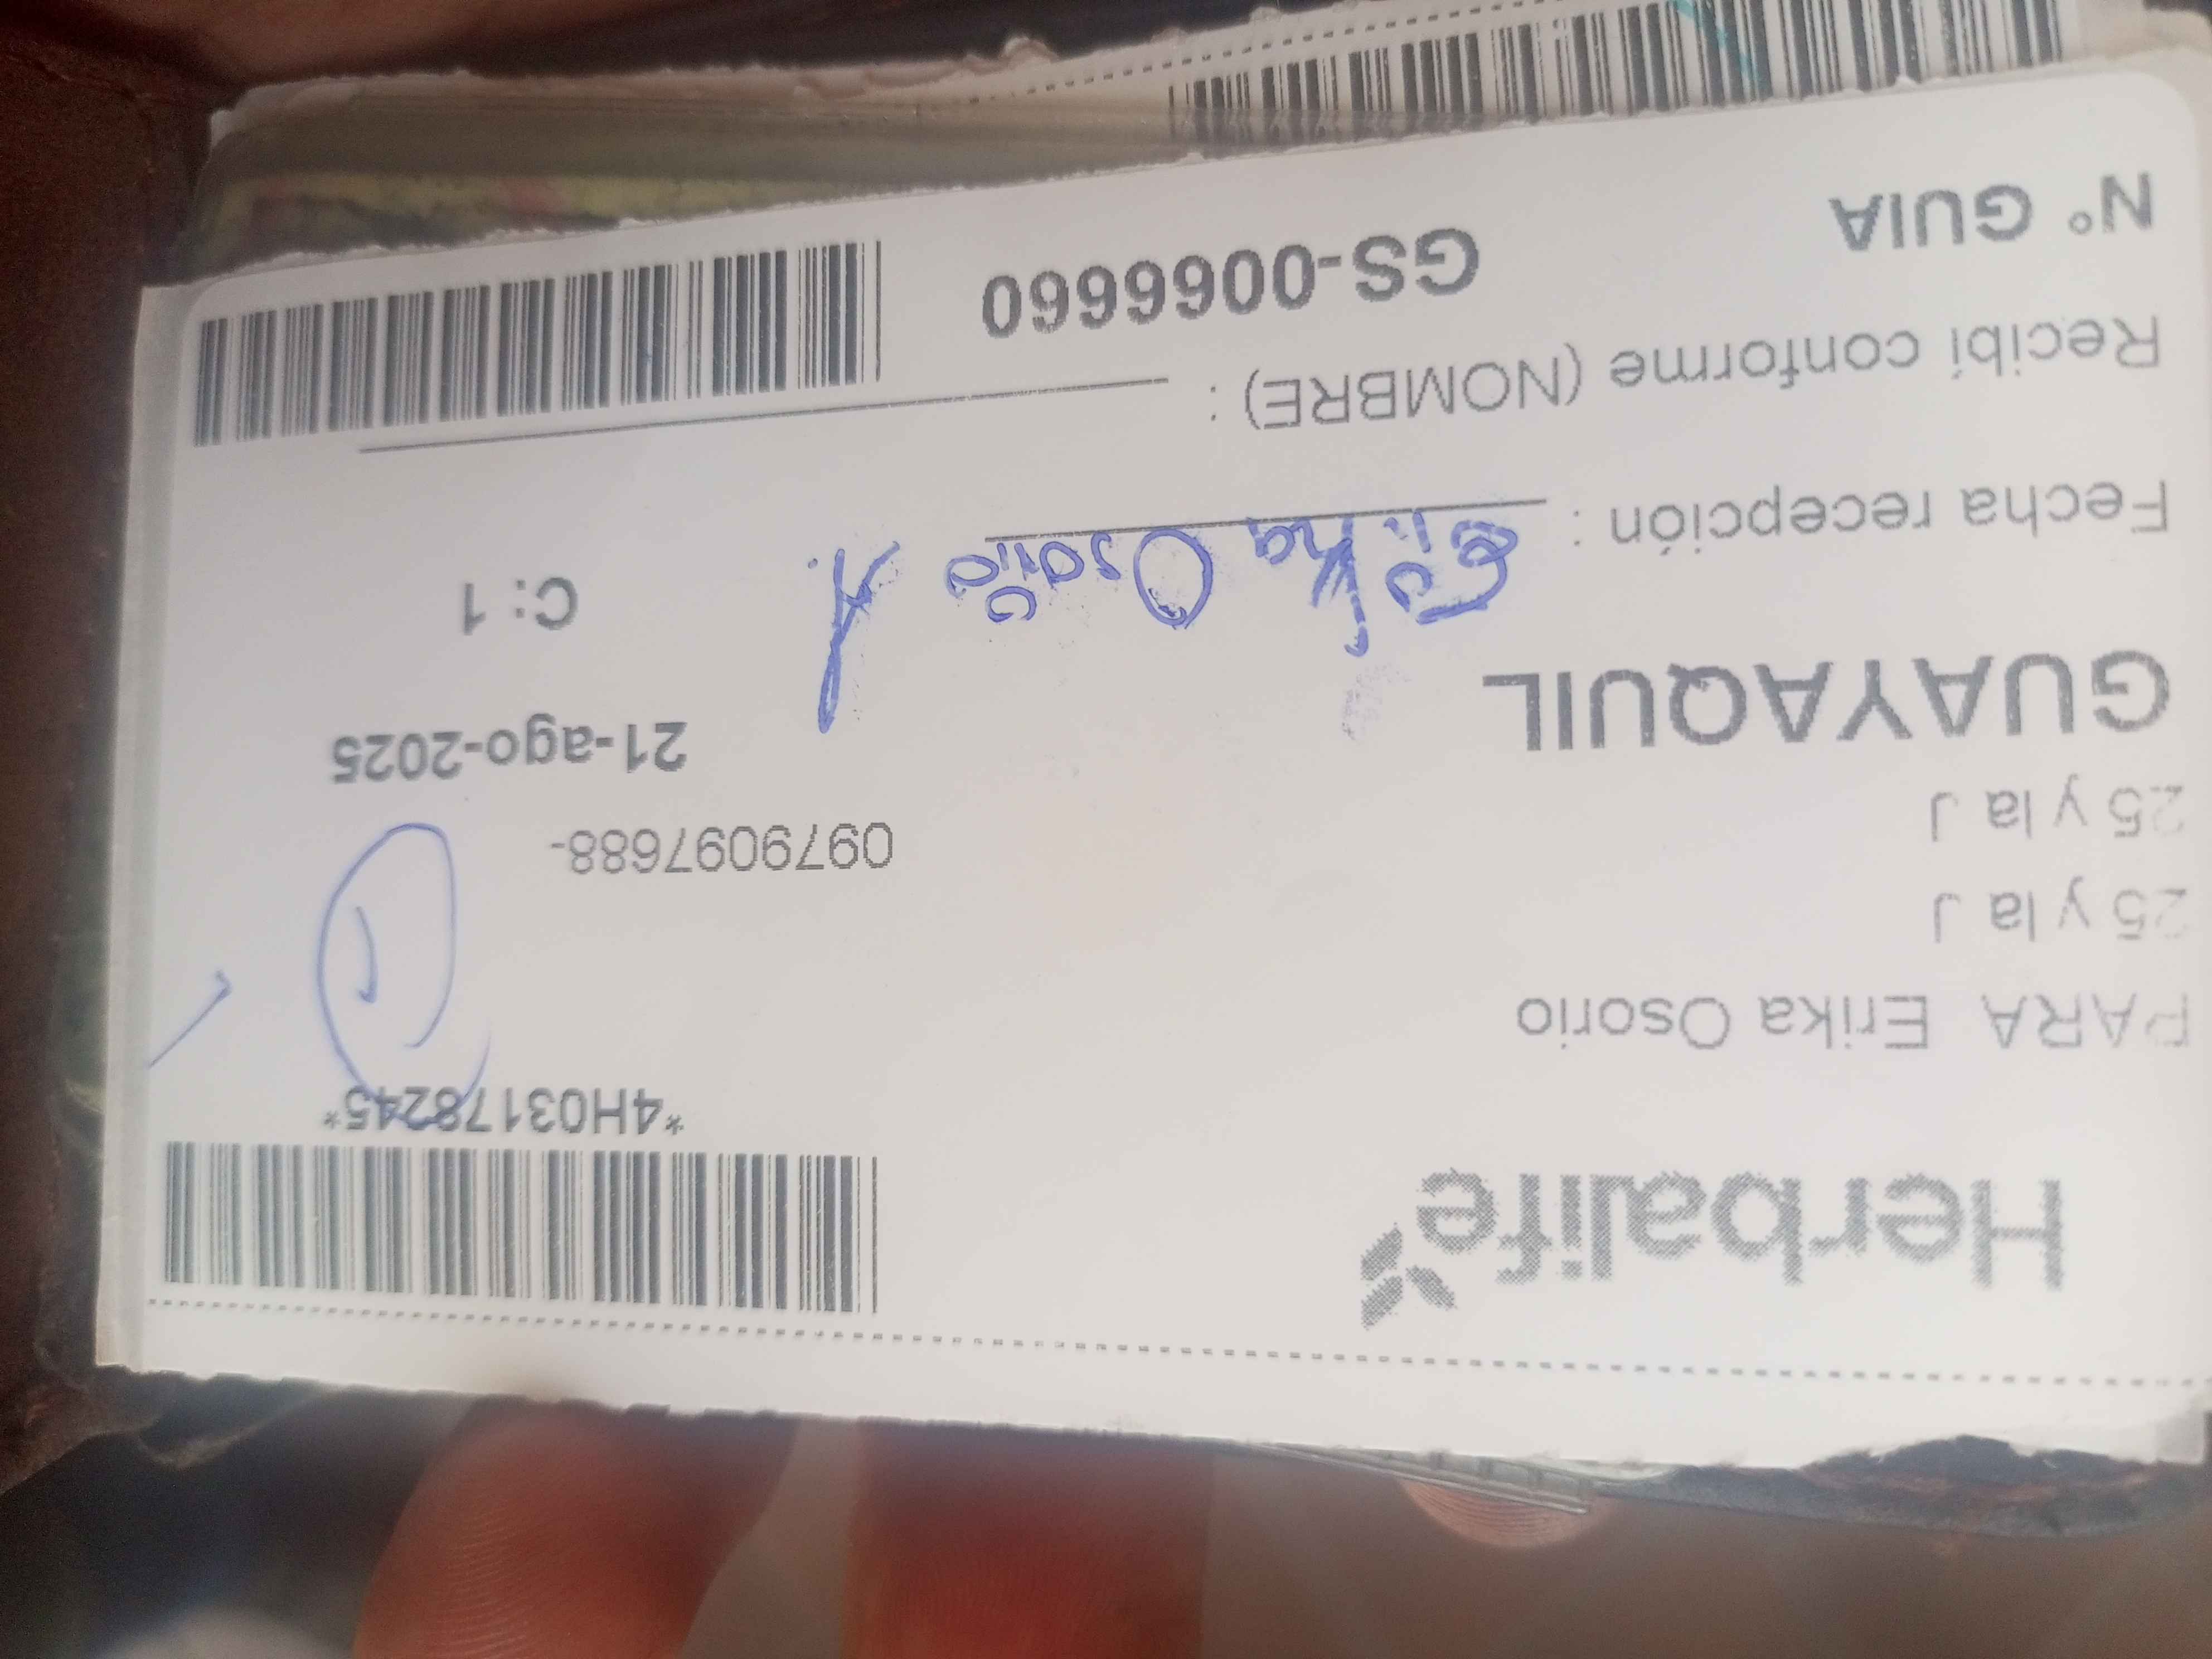 Herbalife
*4H03178245*
PARA Erika Osorio
25 y la J
0979097688-
25 y la J
21-ago-2025
GUAYAQUIL
C: 1
Erika Osorio A.
Fecha recepción :
Recibí conforme (NOMBRE) :
N° GUIA GS-0066660